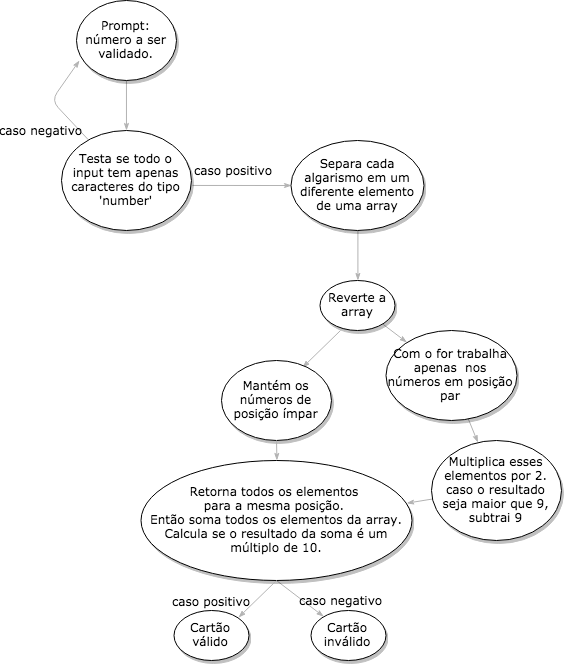 Prompt:
número a ser
validado.
caso negativo
Testa se todo o
input tem apenas
caracteres do tipo
'number'
caso positivo
Separa cada
algarismo em um
diferente elemento
de uma array
Reverte a
array
Mantém os
números de
posição ímpar
Com o for trabalha
apenas nos
números em posição
par
Multiplica esses
elementos por 2.
caso o resultado
seja maior que 9,
subtrai 9
Retorna todos os elementos
para a mesma posição.
Então soma todos os elementos da array.
Calcula se o resultado da soma é um
múltiplo de 10.
caso positivo
caso negativo
Cartão
válido
Cartão
inválido